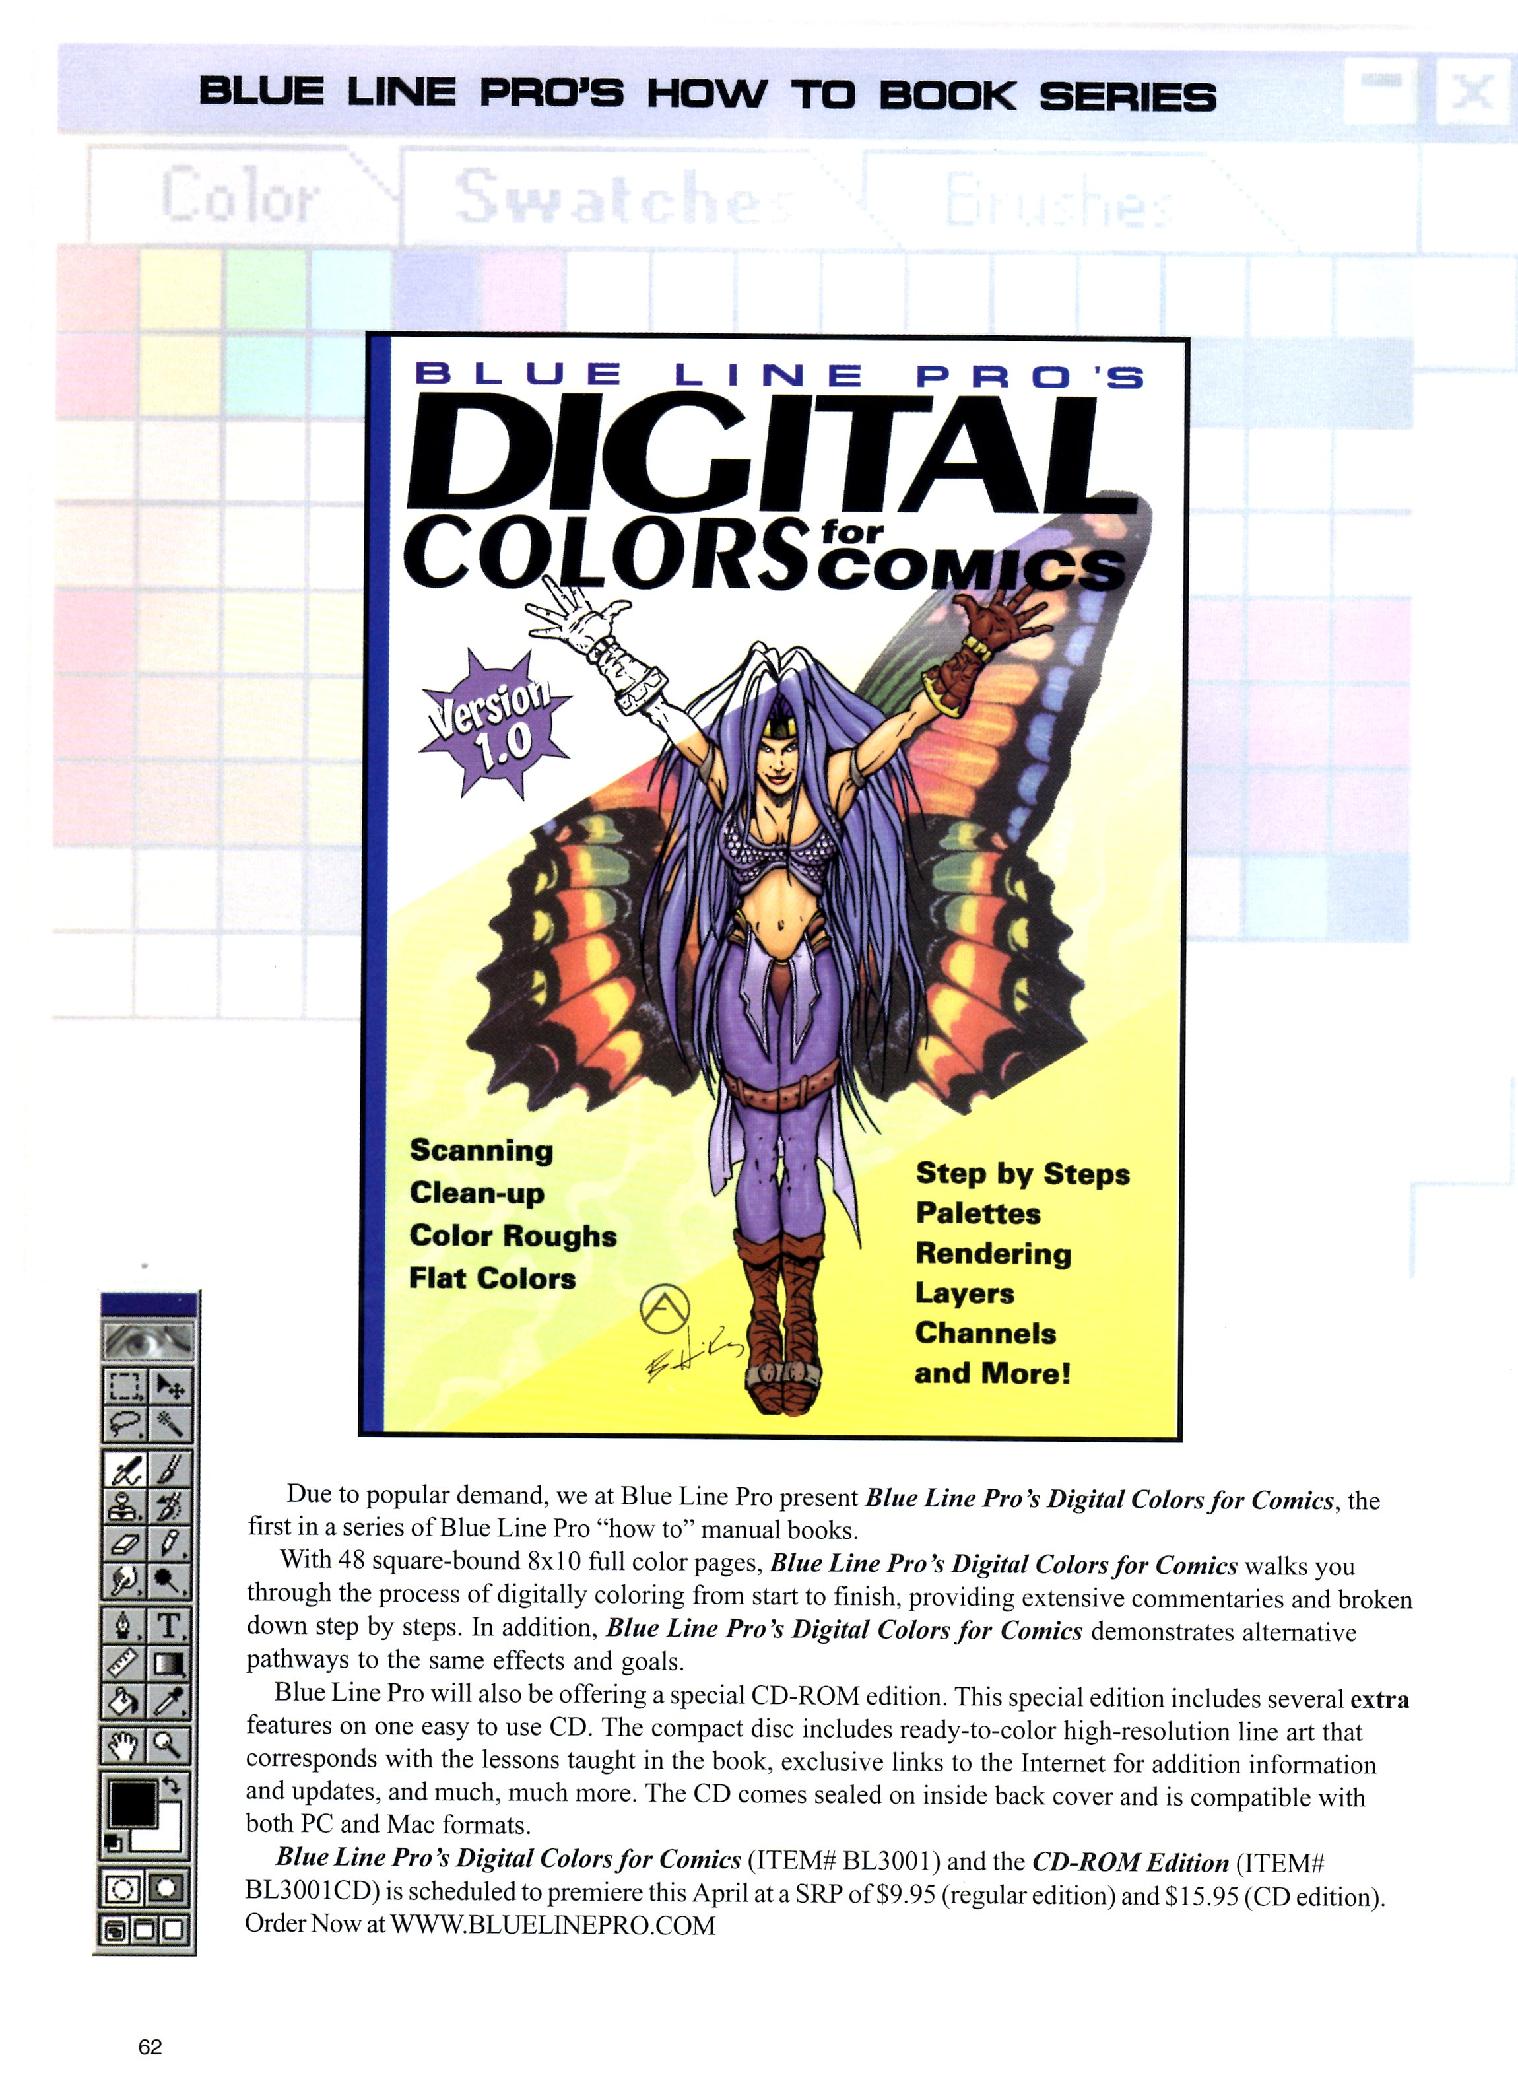 BLUE LINE PRO'S HOW TO BOOK SERIES
Color Swatches Brushes
BLUE LINE PRO'S
DIGITAL
COLORS for COMICS
Version
1.0
Scanning
Clean-up
Color Roughs
Flat Colors
Step by Steps
Palettes
Rendering
Layers
Channels
and More!
Due to popular demand, we at Blue Line Pro present Blue Line Pro's Digital Colors for Comics, the
first in a series of Blue Line Pro “how to” manual books.
With 48 square-bound 8x10 full color pages, Blue Line Pro's Digital Colors for Comics walks you
through the process of digitally coloring from start to finish, providing extensive commentaries and broken
down step by steps. In addition, Blue Line Pro's Digital Colors for Comics demonstrates alternative
pathways to the same effects and goals.
Blue Line Pro will also be offering a special CD-ROM edition. This special edition includes several extra
features on one easy to use CD. The compact disc includes ready-to-color high-resolution line art that
corresponds with the lessons taught in the book, exclusive links to the Internet for addition information
and updates, and much, much more. The CD comes sealed on inside back cover and is compatible with
both PC and Mac formats.
Blue Line Pro's Digital Colors for Comics (ITEM# BL3001) and the CD-ROM Edition (ITEM#
BL3001CD) is scheduled to premiere this April at a SRP of $9.95 (regular edition) and $15.95 (CD edition).
Order Now at WWW.BLUELINEPRO.COM
62